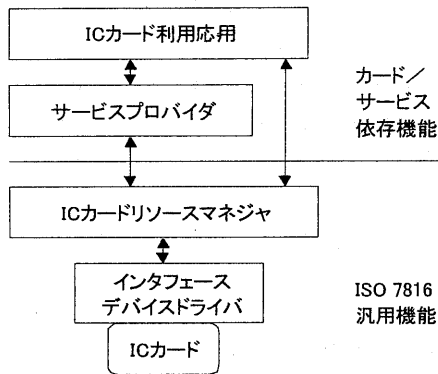 ICカード利用応用
サービスプロバイダ
カード／
サービス
依存機能
ICカードリソースマネジャ
インタフェース
デバイスドライバ
ICカード
ISO 7816
汎用機能